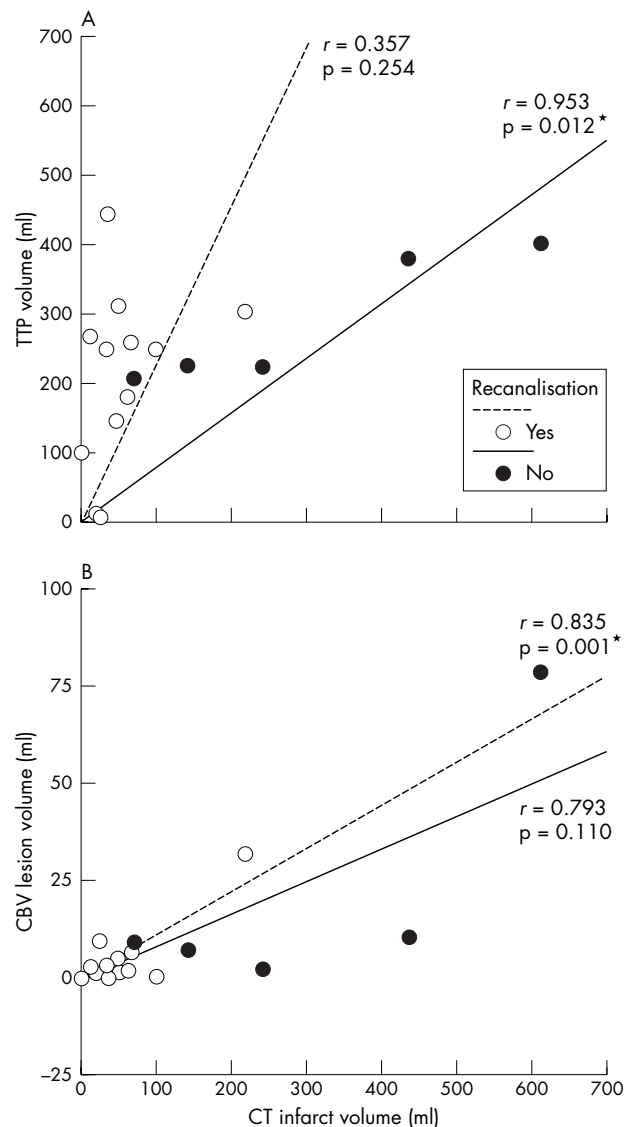 A
700
600
500
400
300
200
100
0
TTP volume (ml)
r = 0.357
p = 0.254
r = 0.953
p = 0.012*
Recanalisation
Yes
No
B
100
75
50
25
0
–25
CBV lesion volume (ml)
r = 0.835
p = 0.001*
r = 0.793
p = 0.110
0 100 200 300 400 500 600 700
CT infarct volume (ml)